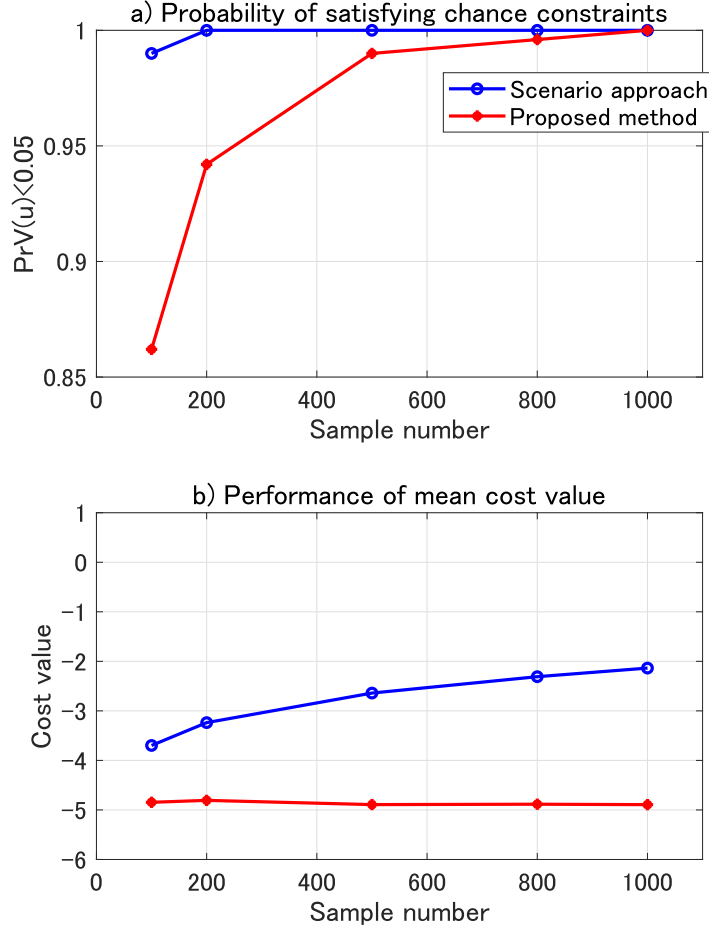 a) Probability of satisfying chance constraints
1
0.95
0.9
0.85
PrV(u)<0.05
Scenario approach
Proposed method
0 200 400 600 800 1000
Sample number
b) Performance of mean cost value
1
0
−1
−2
−3
−4
−5
−6
Cost value
0 200 400 600 800 1000
Sample number